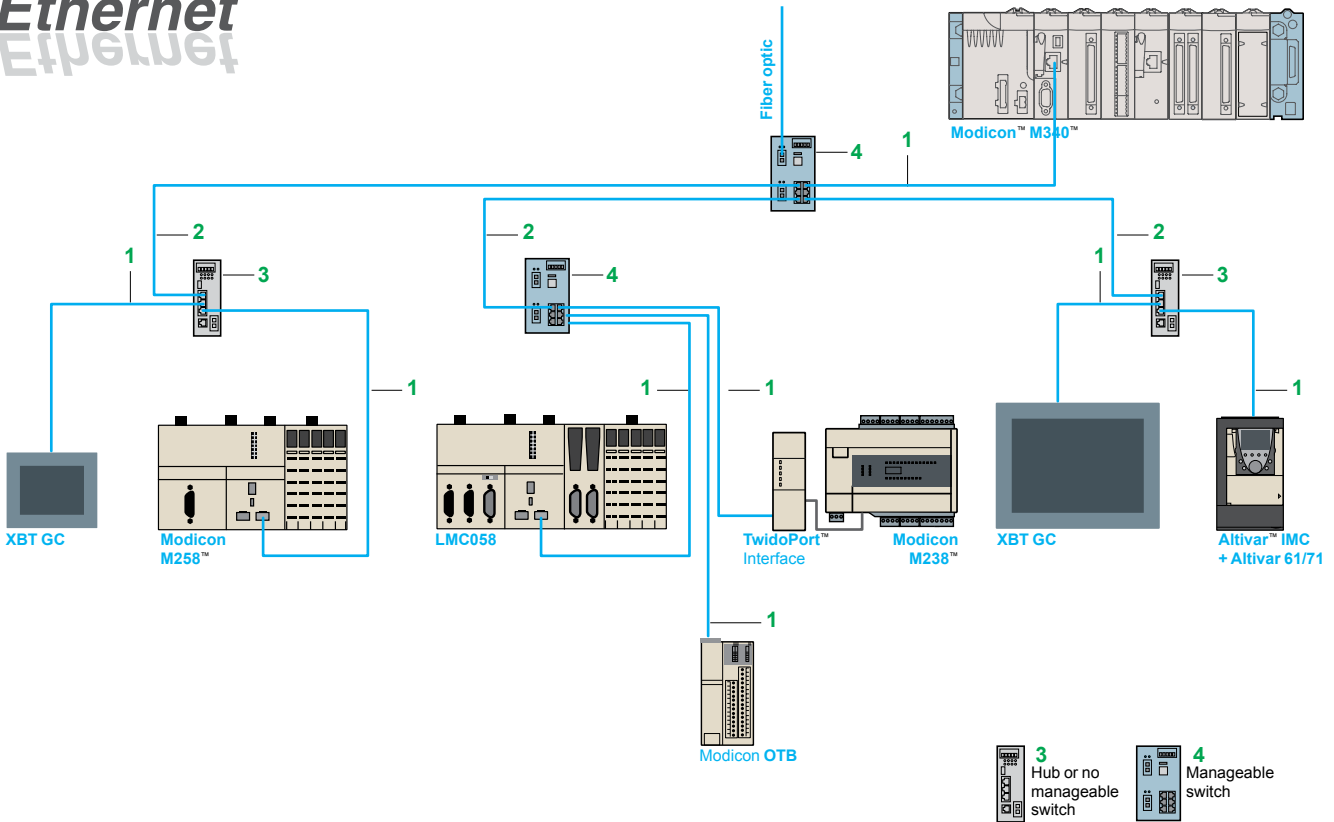 Ethernet
Fiber optic
Modicon™ M340™
4
1
2
2
2
1
3
4
1
3
1
1
1
1
XBT GC
Modicon
M258™
LMC058
TwidoPort™
Interface
Modicon
M238™
XBT GC
Altivar™ IMC
+ Altivar 61/71
1
Modicon OTB
3
Hub or no
manageable
switch
4
Manageable
switch